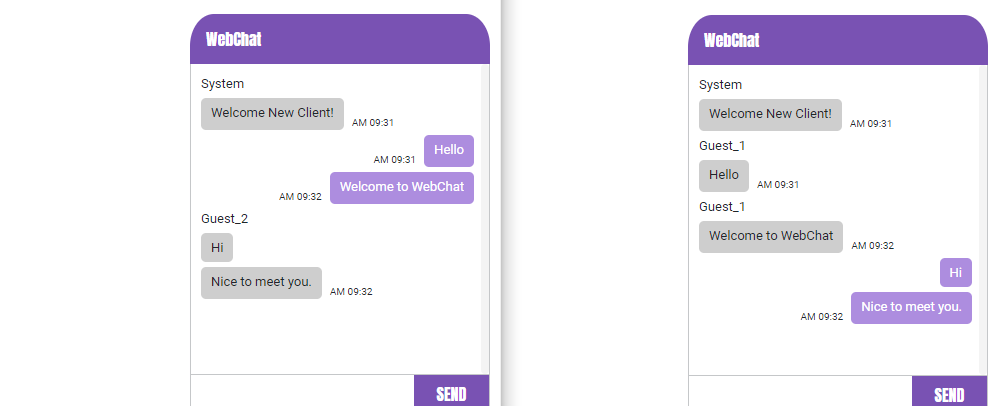 WebChat
System
Welcome New Client!
AM 09:31
AM 09:31 Hello
AM 09:32 Welcome to WebChat
Guest_2
Hi
Nice to meet you.
AM 09:32
SEND
WebChat
System
Welcome New Client!
AM 09:31
Guest_1
Hello
AM 09:31
Guest_1
Welcome to WebChat
AM 09:32
Hi
AM 09:32 Nice to meet you.
SEND